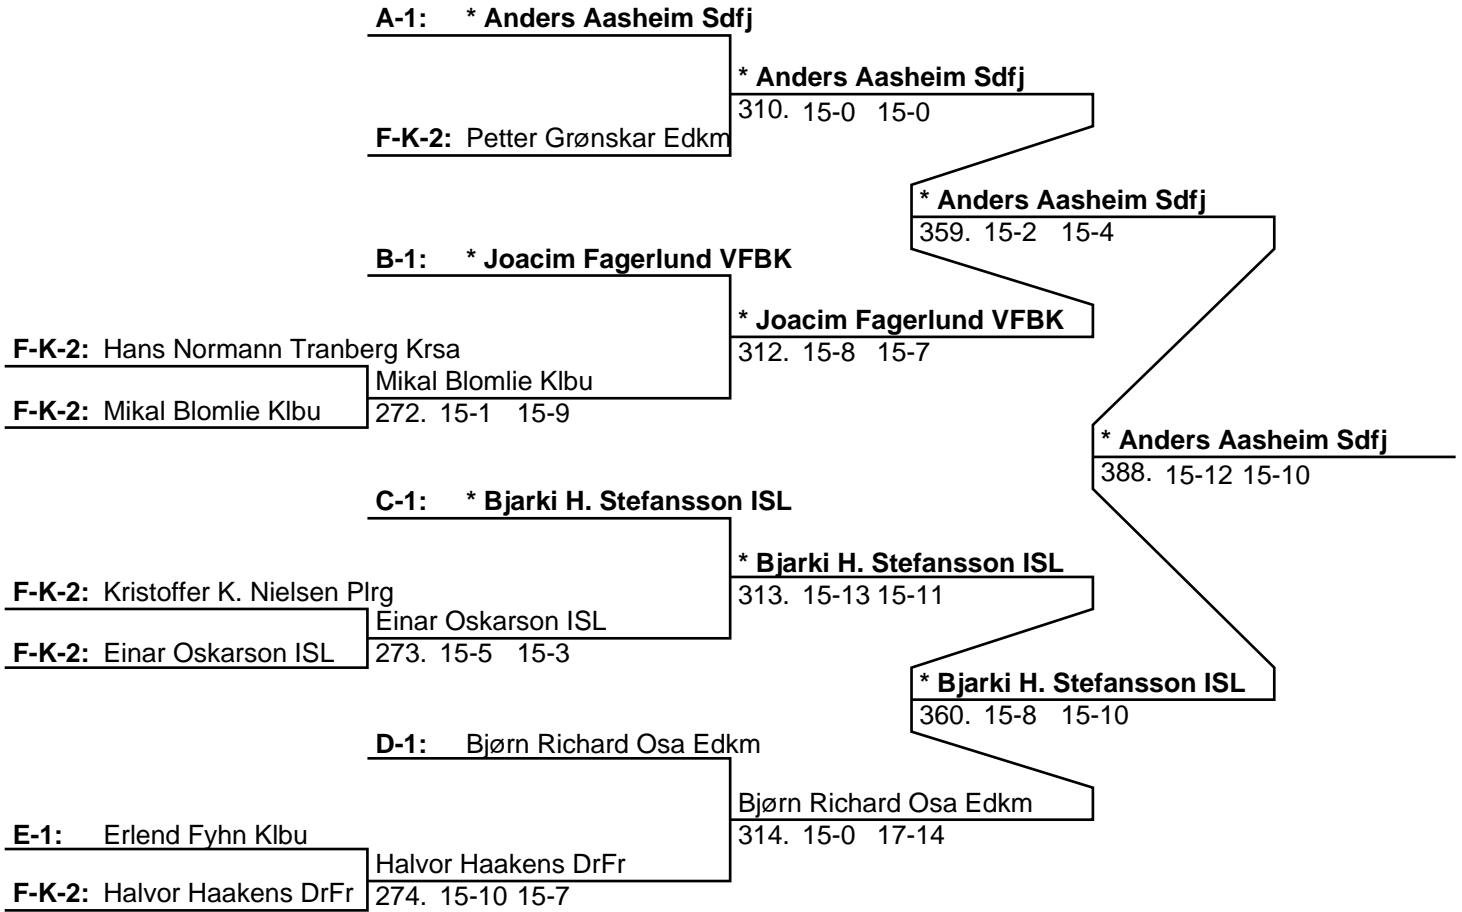 A-1: * Anders Aasheim Sdfj
* Anders Aasheim Sdfj
310. 15-0 15-0
F-K-2: Petter Grønskar Edkm
* Anders Aasheim Sdfj
359. 15-2 15-4
B-1: * Joacim Fagerlund VFBK
* Joacim Fagerlund VFBK
312. 15-8 15-7
F-K-2: Hans Normann Tranberg Krsa
Mikal Blomlie Klbu
272. 15-1 15-9
F-K-2: Mikal Blomlie Klbu
* Anders Aasheim Sdfj
388. 15-12 15-10
C-1: * Bjarki H. Stefansson ISL
* Bjarki H. Stefansson ISL
313. 15-13 15-11
F-K-2: Kristoffer K. Nielsen Plrg
Einar Oskarson ISL
273. 15-5 15-3
F-K-2: Einar Oskarson ISL
* Bjarki H. Stefansson ISL
360. 15-8 15-10
D-1: Bjørn Richard Osa Edkm
Bjørn Richard Osa Edkm
314. 15-0 17-14
E-1: Erlend Fyhn Klbu
Halvor Haakens DrFr
274. 15-10 15-7
F-K-2: Halvor Haakens DrFr